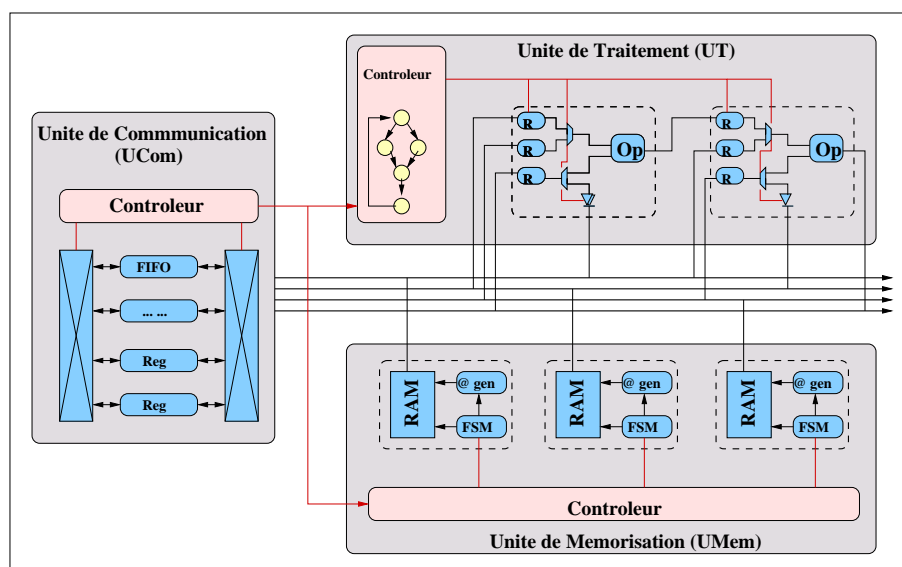 Unite de Traitement (UT)
Controleur
R
R
R
Op
R
R
R
Op
Unite de Commmunication
(UCom)
Controleur
FIFO
... ...
Reg
Reg
RAM
@ gen
FSM
RAM
@ gen
FSM
RAM
@ gen
FSM
Controleur
Unite de Memorisation (UMem)